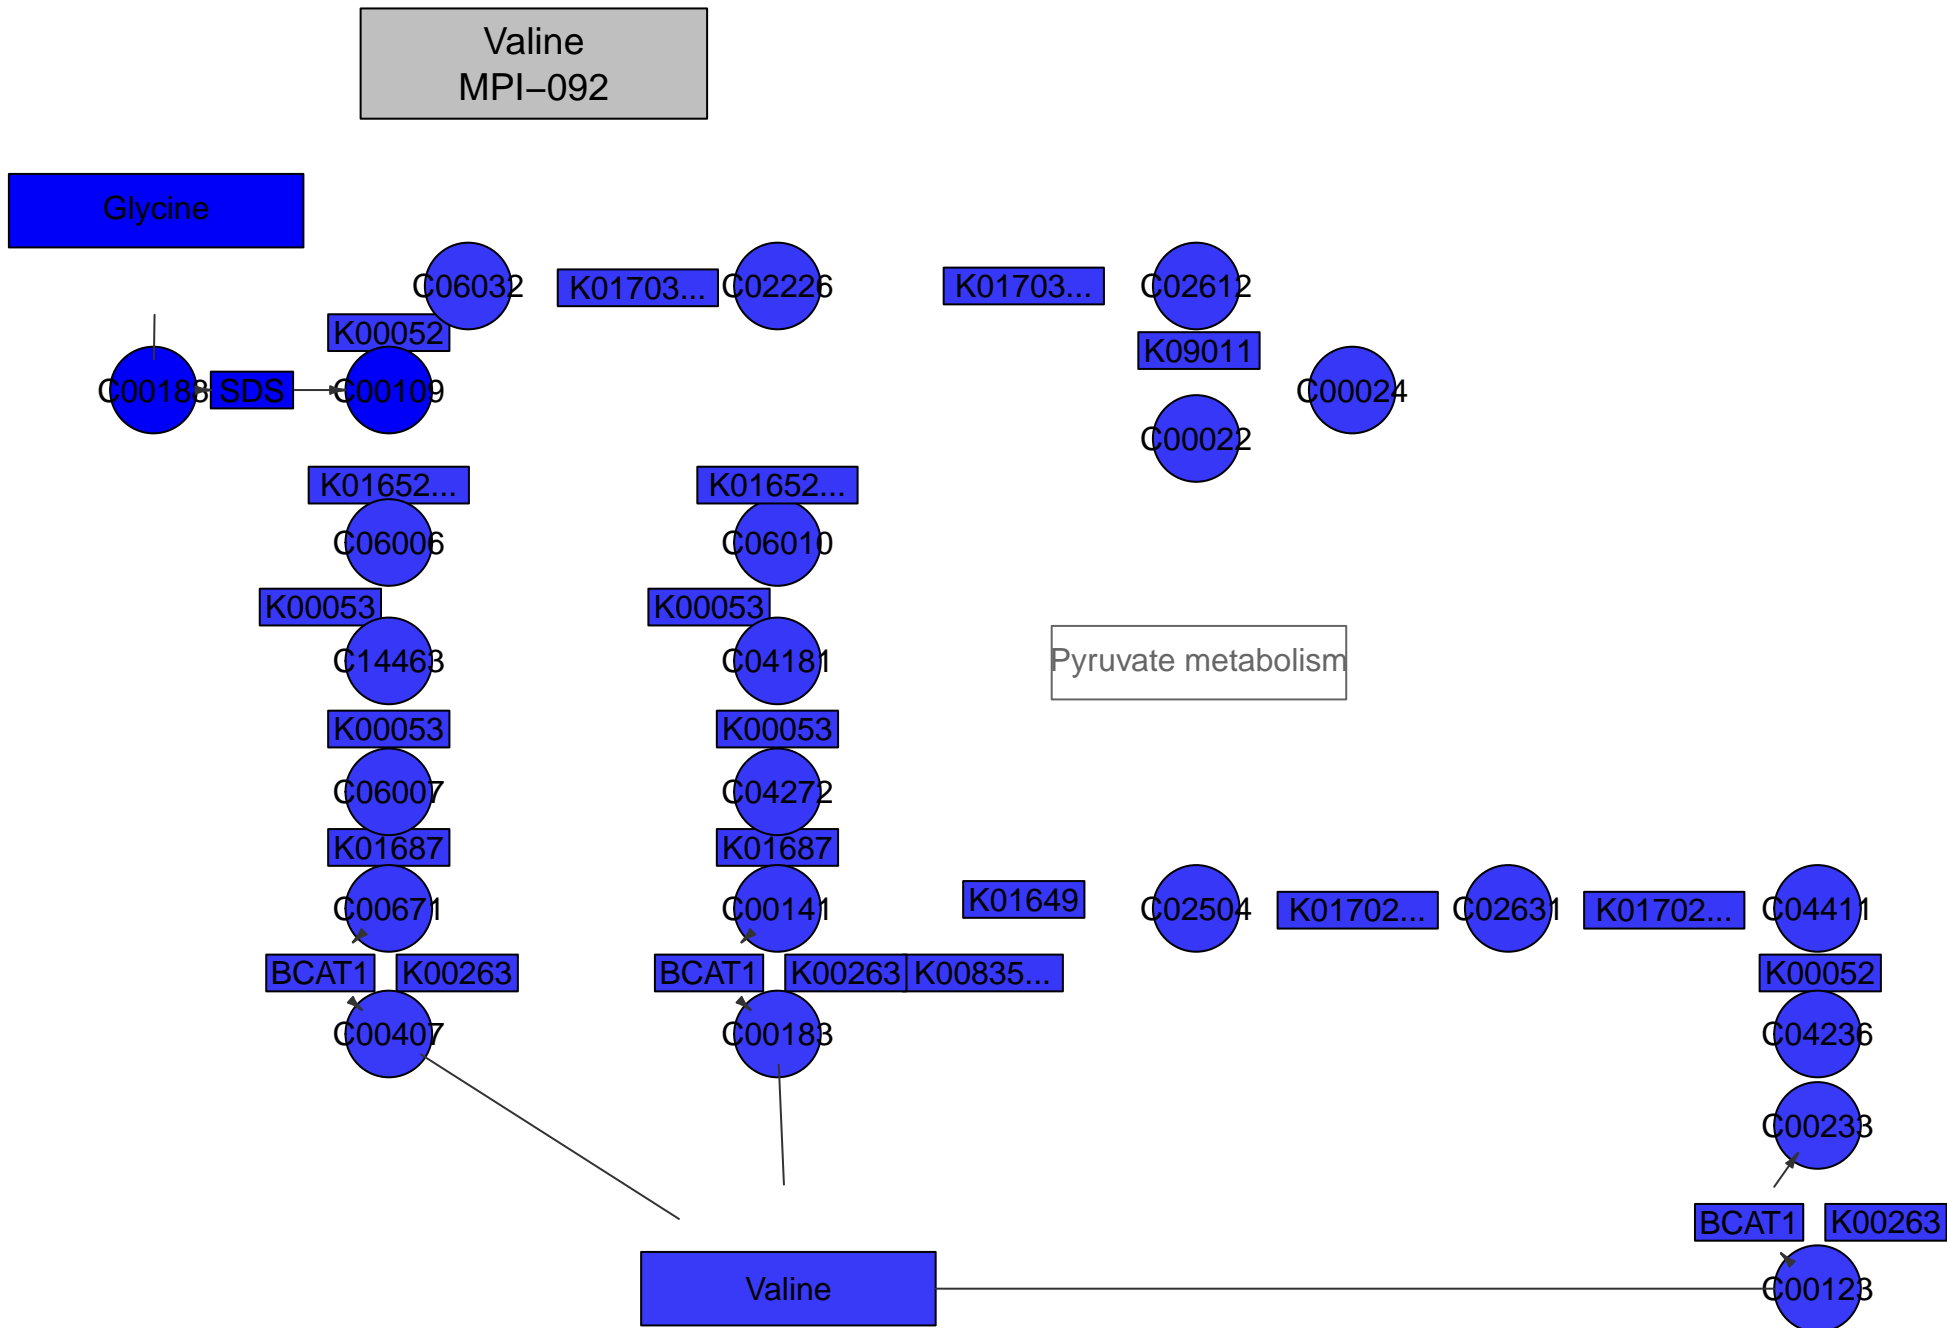 Valine
MPI−092
Glycine
C06032
K01703...
C02226
K01703...
C02612
K00052
K09011
C00188
SDS
C00109
C00024
C00022
K01652...
K01652...
C06006
C06010
K00053
K00053
C14463
C04181
Pyruvate metabolism
K00053
K00053
C06007
C04272
K01687
K01687
C00671
C00141
K01649
C02504
K01702...
C02631
K01702...
C04411
BCAT1
K00263
BCAT1
K00263
K00835...
K00052
C00407
C00183
C04236
C00233
BCAT1
K00263
Valine
C00123